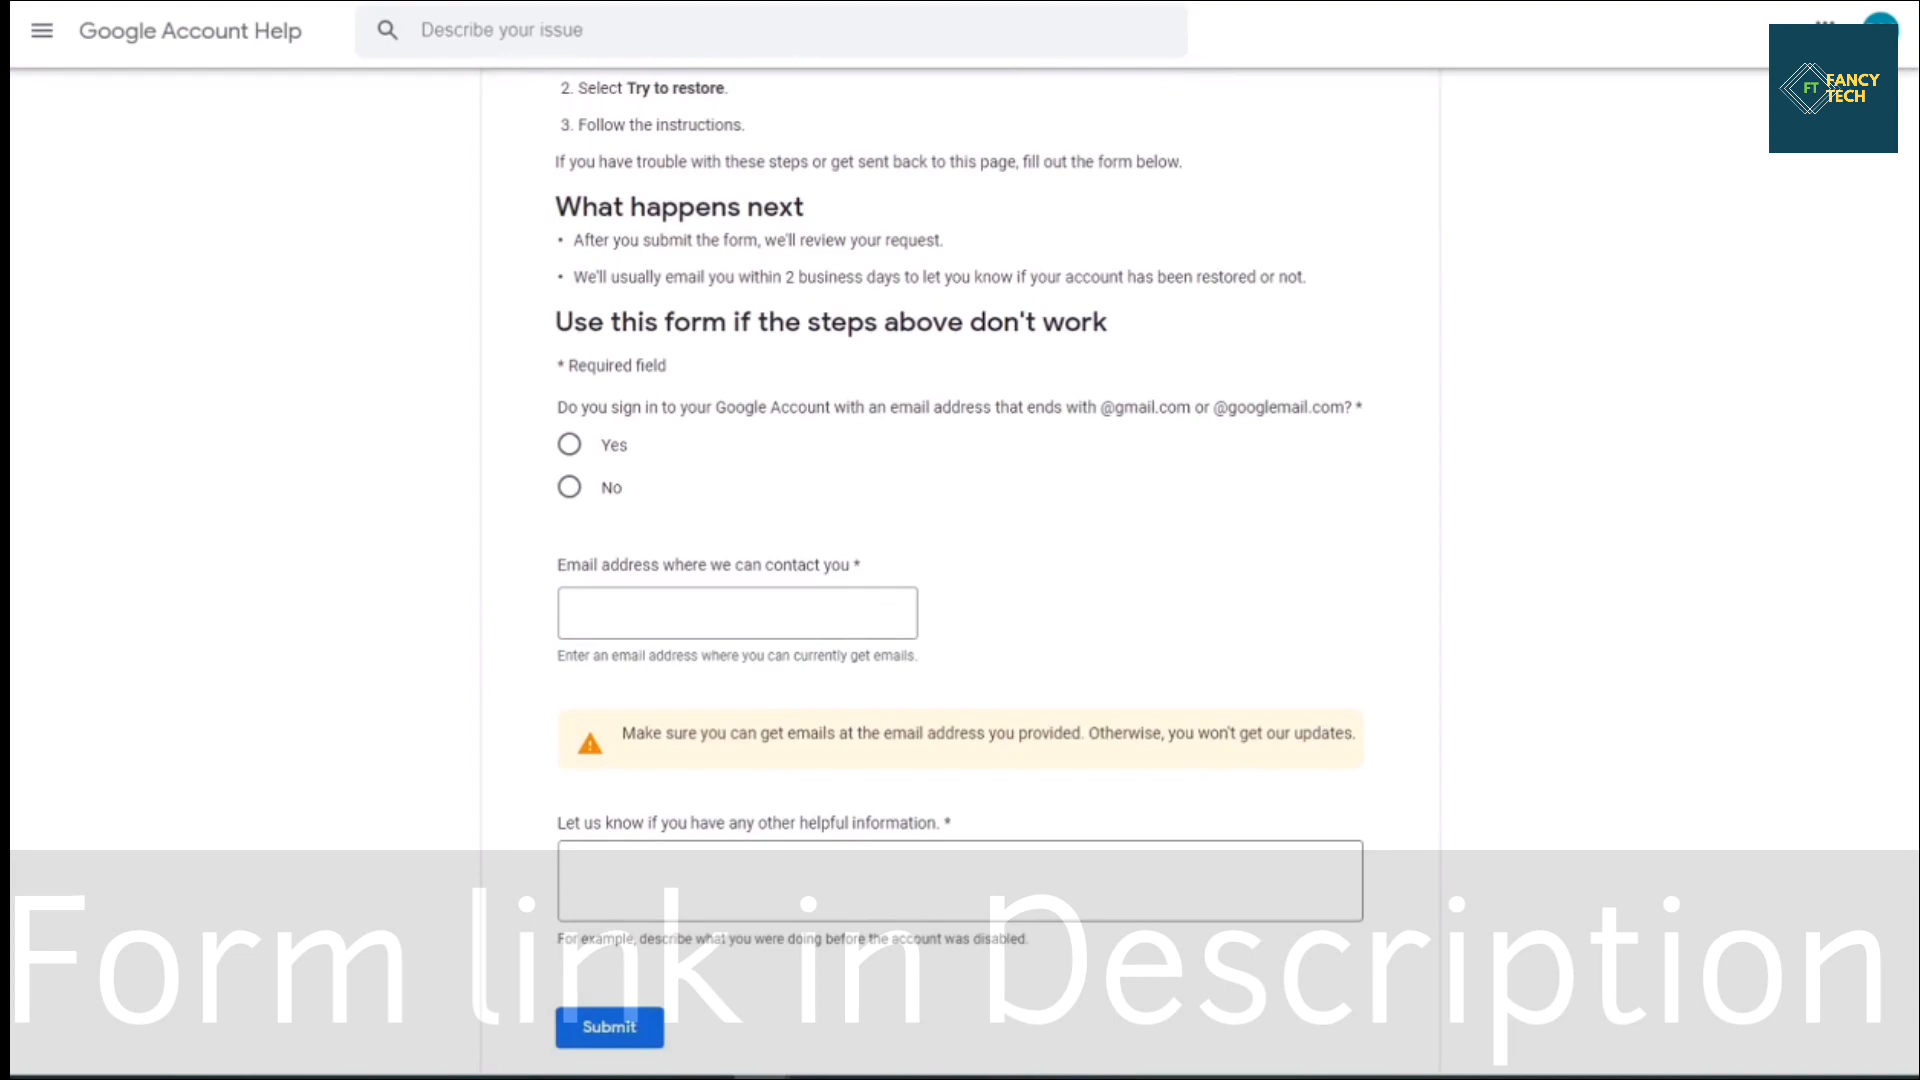 Google Account Help
Describe your issue
FT
FANCY
TECH
2. Select Try to restore.
3. Follow the instructions.
If you have trouble with these steps or get sent back to this page, fill out the form below.
What happens next
• After you submit the form, we'll review your request.
• We'll usually email you within 2 business days to let you know if your account has been restored or not.
Use this form if the steps above don't work
* Required field
Do you sign in to your Google Account with an email address that ends with @gmail.com or @googlemail.com? *
Yes
No
Email address where we can contact you *
Enter an email address where you can currently get emails.
Make sure you can get emails at the email address you provided. Otherwise, you won't get our updates.
Let us know if you have any other helpful information. *
For example, describe what you were doing before the account was disabled.
Form link in Description
Submit